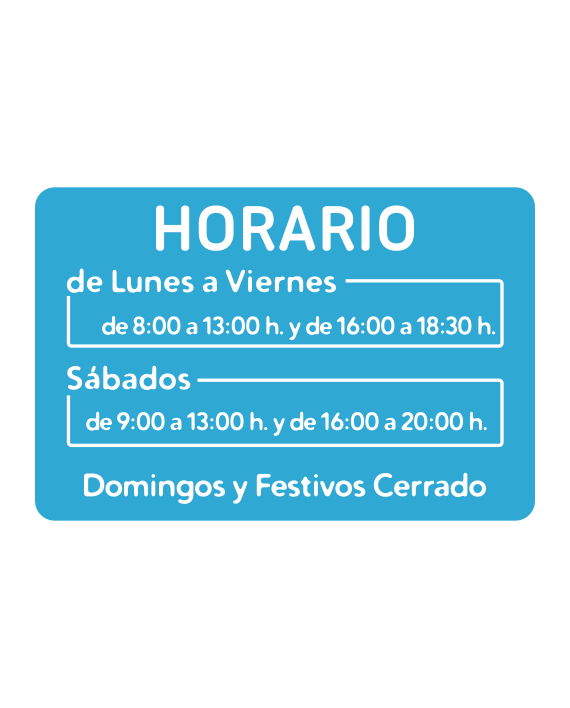 HORARIO
de Lunes a Viernes
de 8:00 a 13:00 h. y de 16:00 a 18:30 h.
Sábados
de 9:00 a 13:00 h. y de 16:00 a 20:00 h.
Domingos y Festivos Cerrado